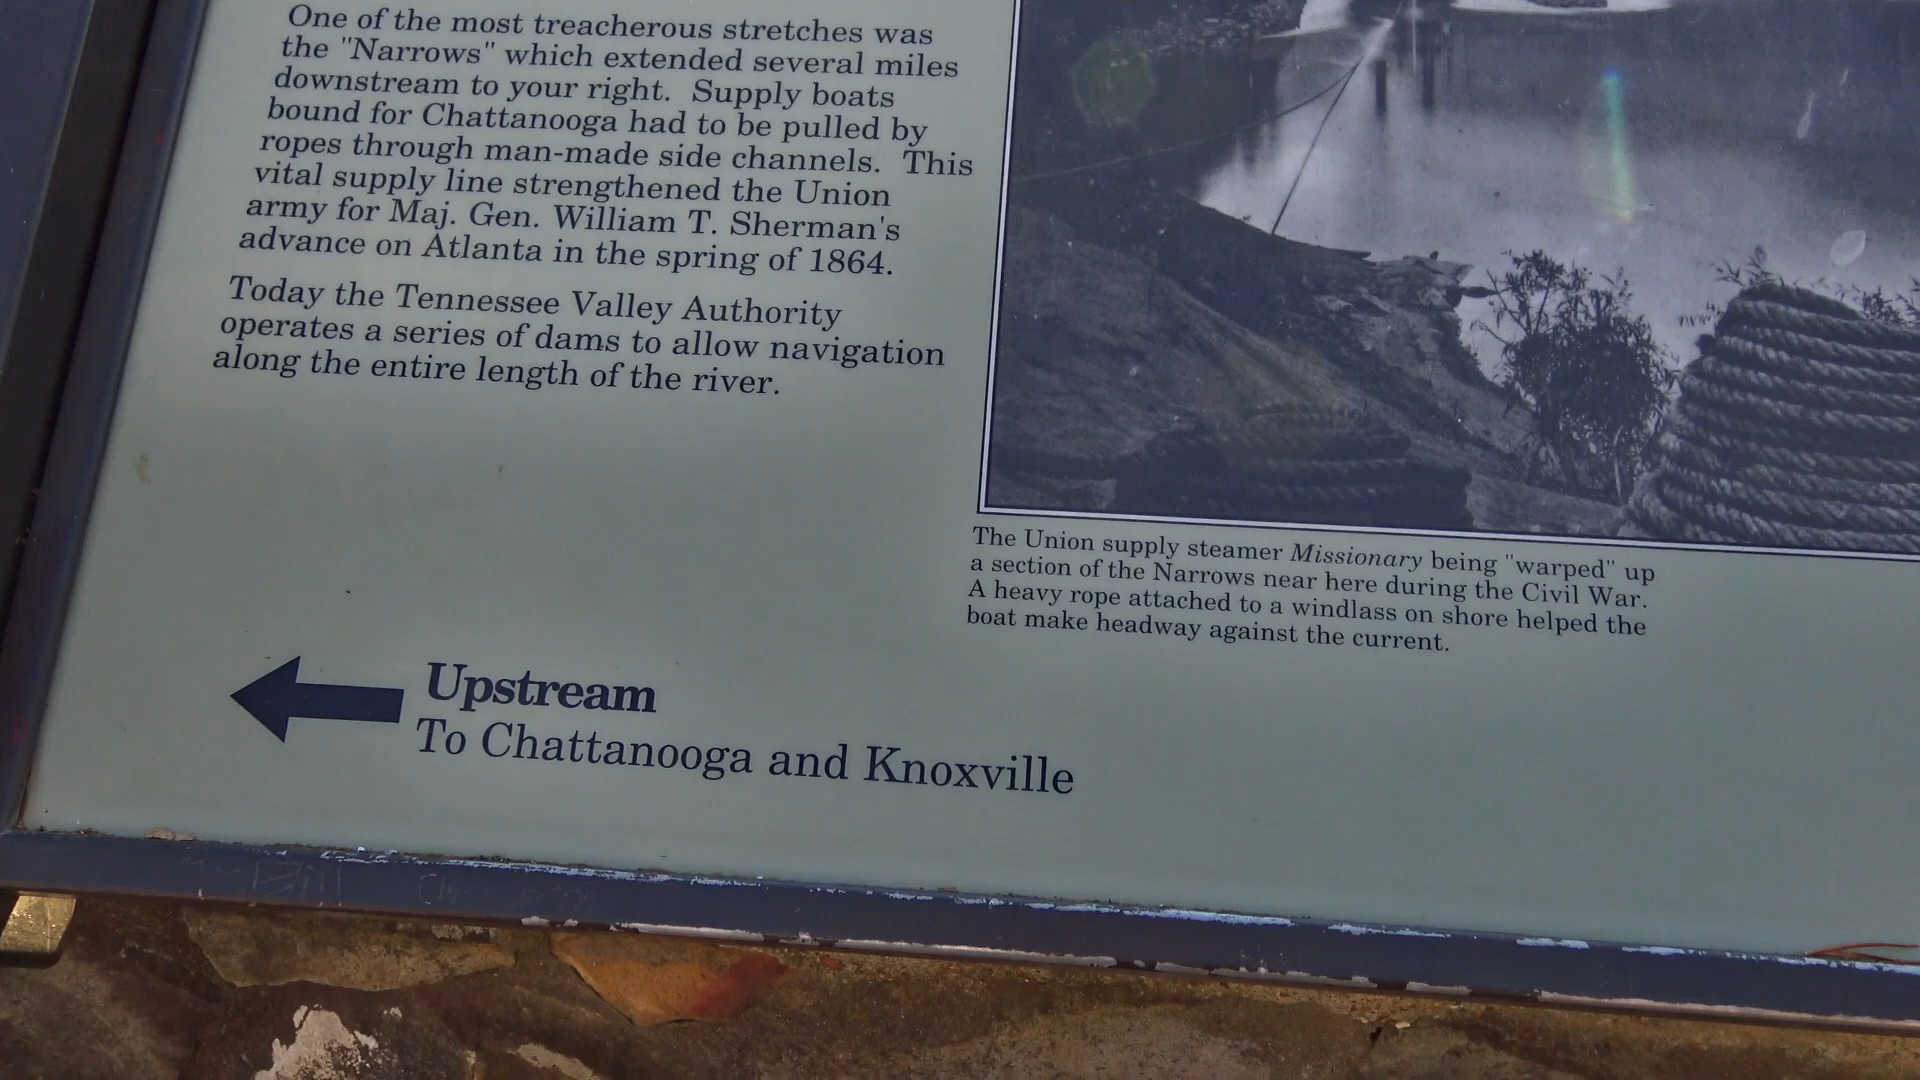 One of the most treacherous stretches was
the "Narrows" which extended several miles
downstream to your right. Supply boats
bound for Chattanooga had to be pulled by
ropes through man-made side channels. This
vital supply line strengthened the Union
army for Maj. Gen. William T. Sherman's
advance on Atlanta in the spring of 1864.
Today the Tennessee Valley Authority
operates a series of dams to allow navigation
along the entire length of the river.
The Union supply steamer Missionary being "warped" up
a section of the Narrows near here during the Civil War.
A heavy rope attached to a windlass on shore helped the
boat make headway against the current.
Upstream
To Chattanooga and Knoxville